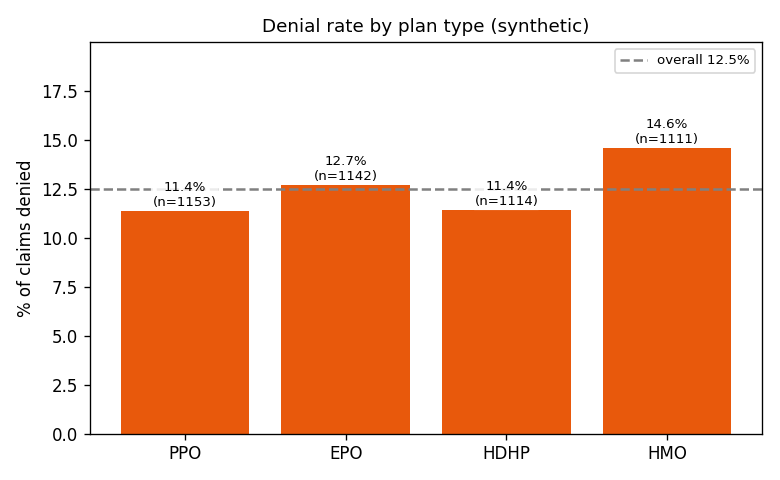 Denial rate by plan type (synthetic)
overall 12.5%
% of claims denied
17.5
15.0
12.5
10.0
7.5
5.0
2.5
0.0
11.4%
(n=1153)
12.7%
(n=1142)
11.4%
(n=1114)
14.6%
(n=1111)
PPO
EPO
HDHP
HMO